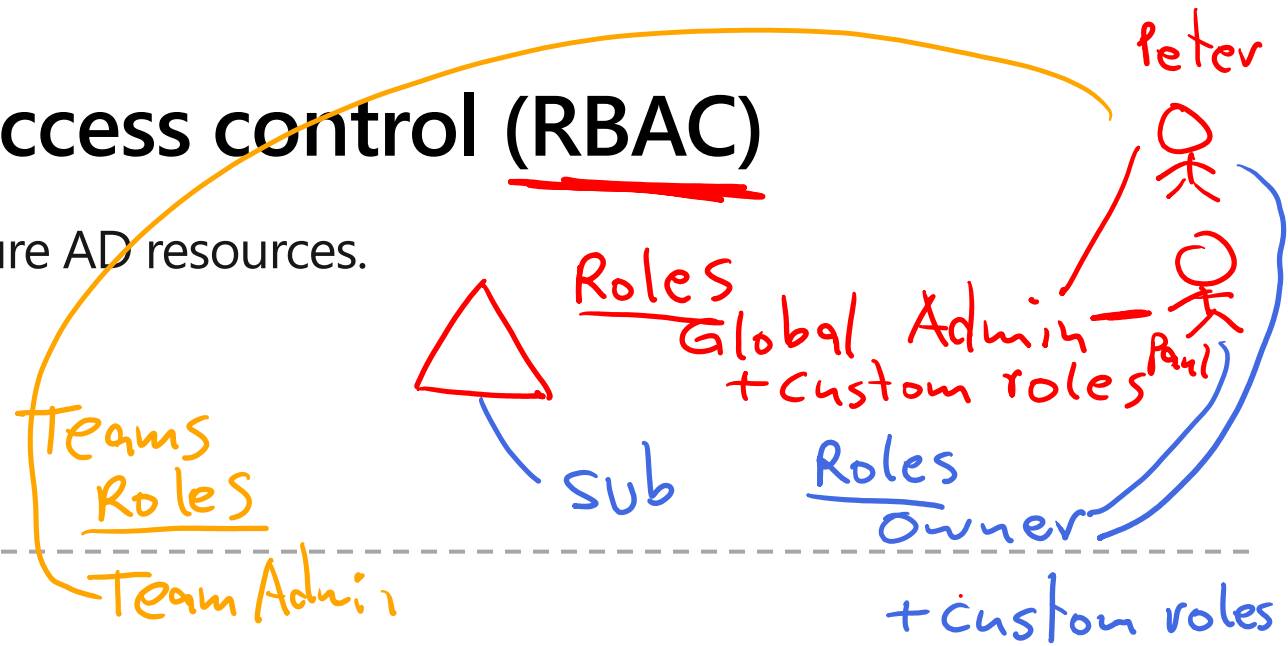 Peter
ccess control (RBAC)
ure AD resources.
Roles
Global Admin
+ custom roles
Paul
Teams
Roles
Sub
Roles
Owner
Team Admin
+ custom roles